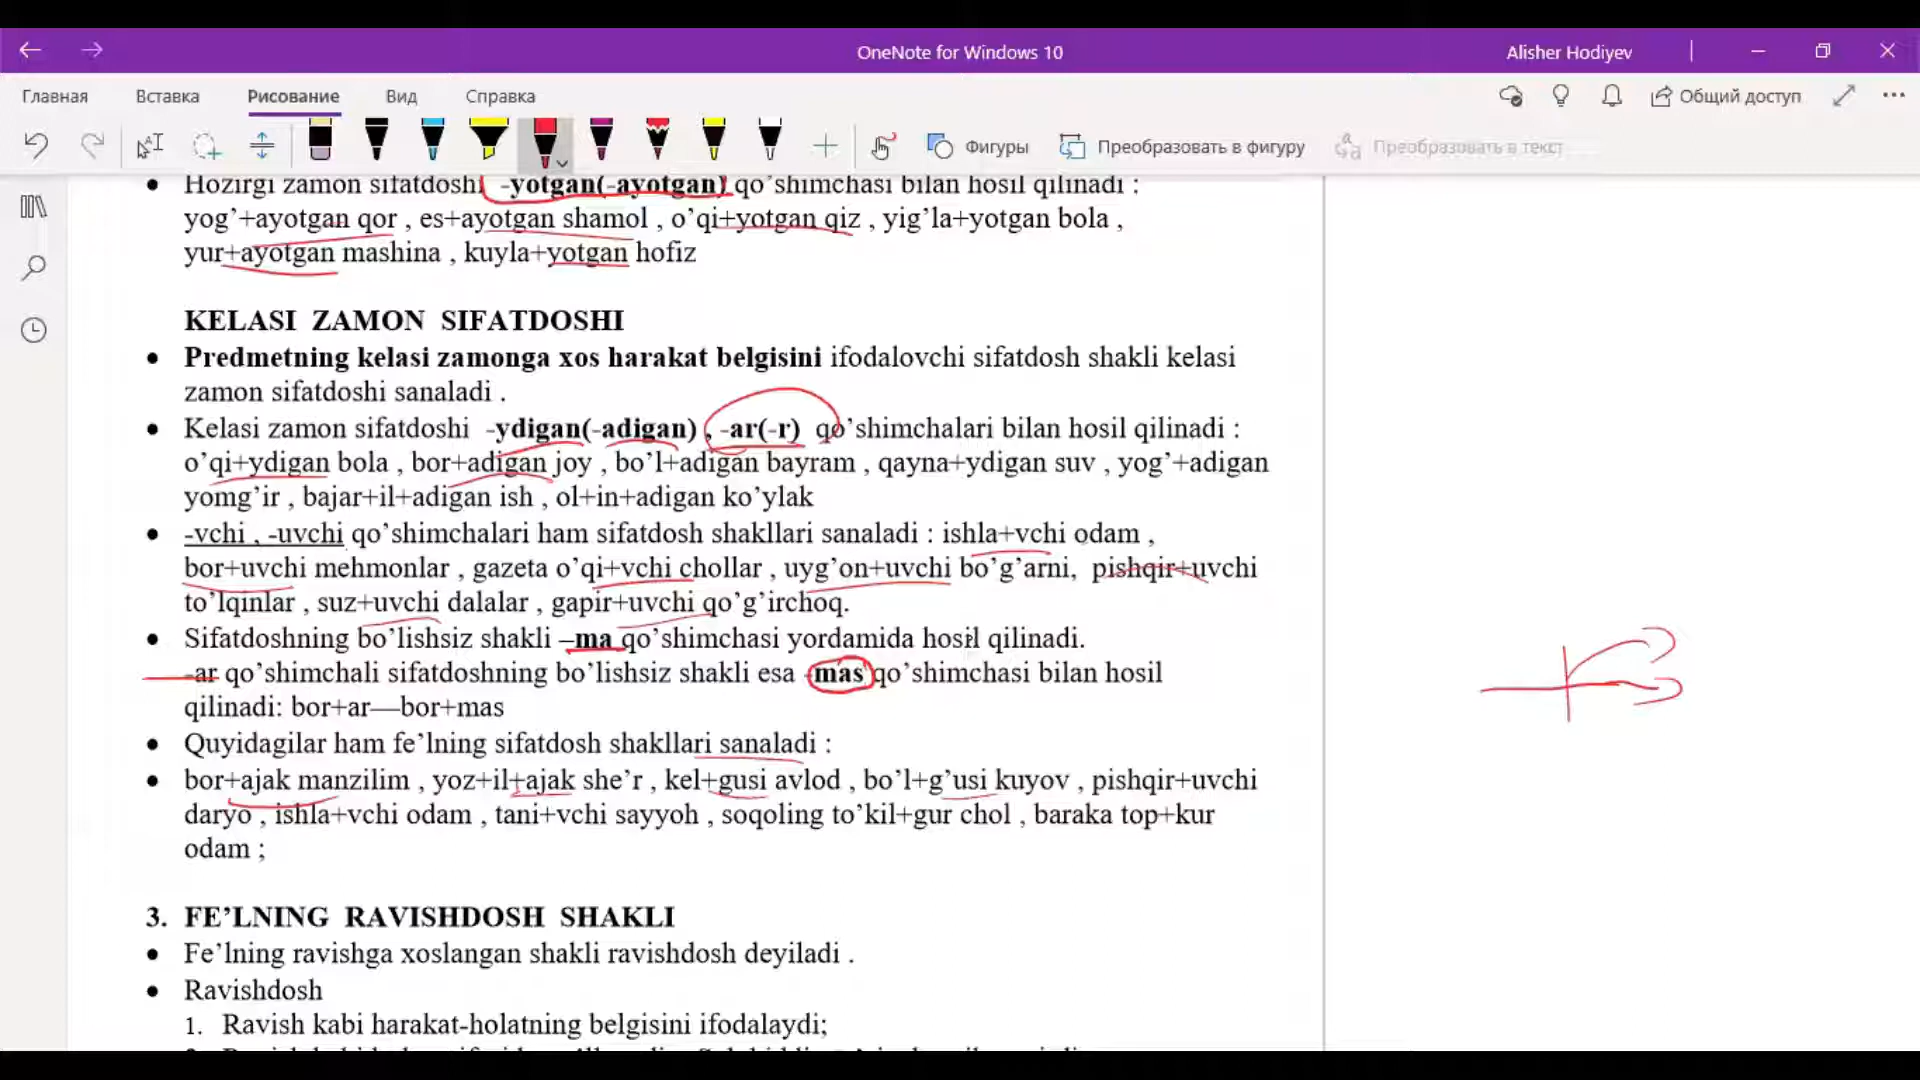 OneNote for Windows 10
Alisher Hodiyev
Главная Вставка Рисование Вид Справка
Общий доступ
Фигуры Преобразовать в фигуру Преобразовать в текст
• Hozirgi zamon sifatdoshi -yotgan(-ayotgan) qo’shimchasi bilan hosil qilinadi :
yog’+ayotgan qor , es+ayotgan shamol , o’qi+yotgan qiz , yig’la+yotgan bola ,
yur+ayotgan mashina , kuyla+yotgan hofiz
KELASI ZAMON SIFATDOSHI
• Predmetning kelasi zamonga xos harakat belgisini ifodalovchi sifatdosh shakli kelasi
zamon sifatdoshi sanaladi .
• Kelasi zamon sifatdoshi -ydigan(-adigan) , -ar(-r) qo’shimchalari bilan hosil qilinadi :
o’qi+ydigan bola , bor+adigan joy , bo’l+adigan bayram , qayna+ydigan suv , yog’+adigan
yomg’ir , bajar+il+adigan ish , ol+in+adigan ko’ylak
• -vchi , -uvchi qo’shimchalari ham sifatdosh shakllari sanaladi : ishla+vchi odam ,
bor+uvchi mehmonlar , gazeta o’qi+vchi chollar , uyg’on+uvchi bo’g’arni, pishqir+uvchi
to’lqinlar , suz+uvchi dalalar , gapir+uvchi qo’g’irchoq.
• Sifatdoshning bo’lishsiz shakli –ma qo’shimchasi yordamida hosil qilinadi.
-ar qo’shimchali sifatdoshning bo’lishsiz shakli esa -mas qo’shimchasi bilan hosil
qilinadi: bor+ar—bor+mas
• Quyidagilar ham fe’lning sifatdosh shakllari sanaladi :
• bor+ajak manzilim , yoz+il+ajak she’r , kel+gusi avlod , bo’l+g’usi kuyov , pishqir+uvchi
daryo , ishla+vchi odam , tani+vchi sayyoh , soqoling to’kil+gur chol , baraka top+kur
odam ;
3. FE’LNING RAVISHDOSH SHAKLI
• Fe’lning ravishga xoslangan shakli ravishdosh deyiladi .
• Ravishdosh
1. Ravish kabi harakat-holatning belgisini ifodalaydi;